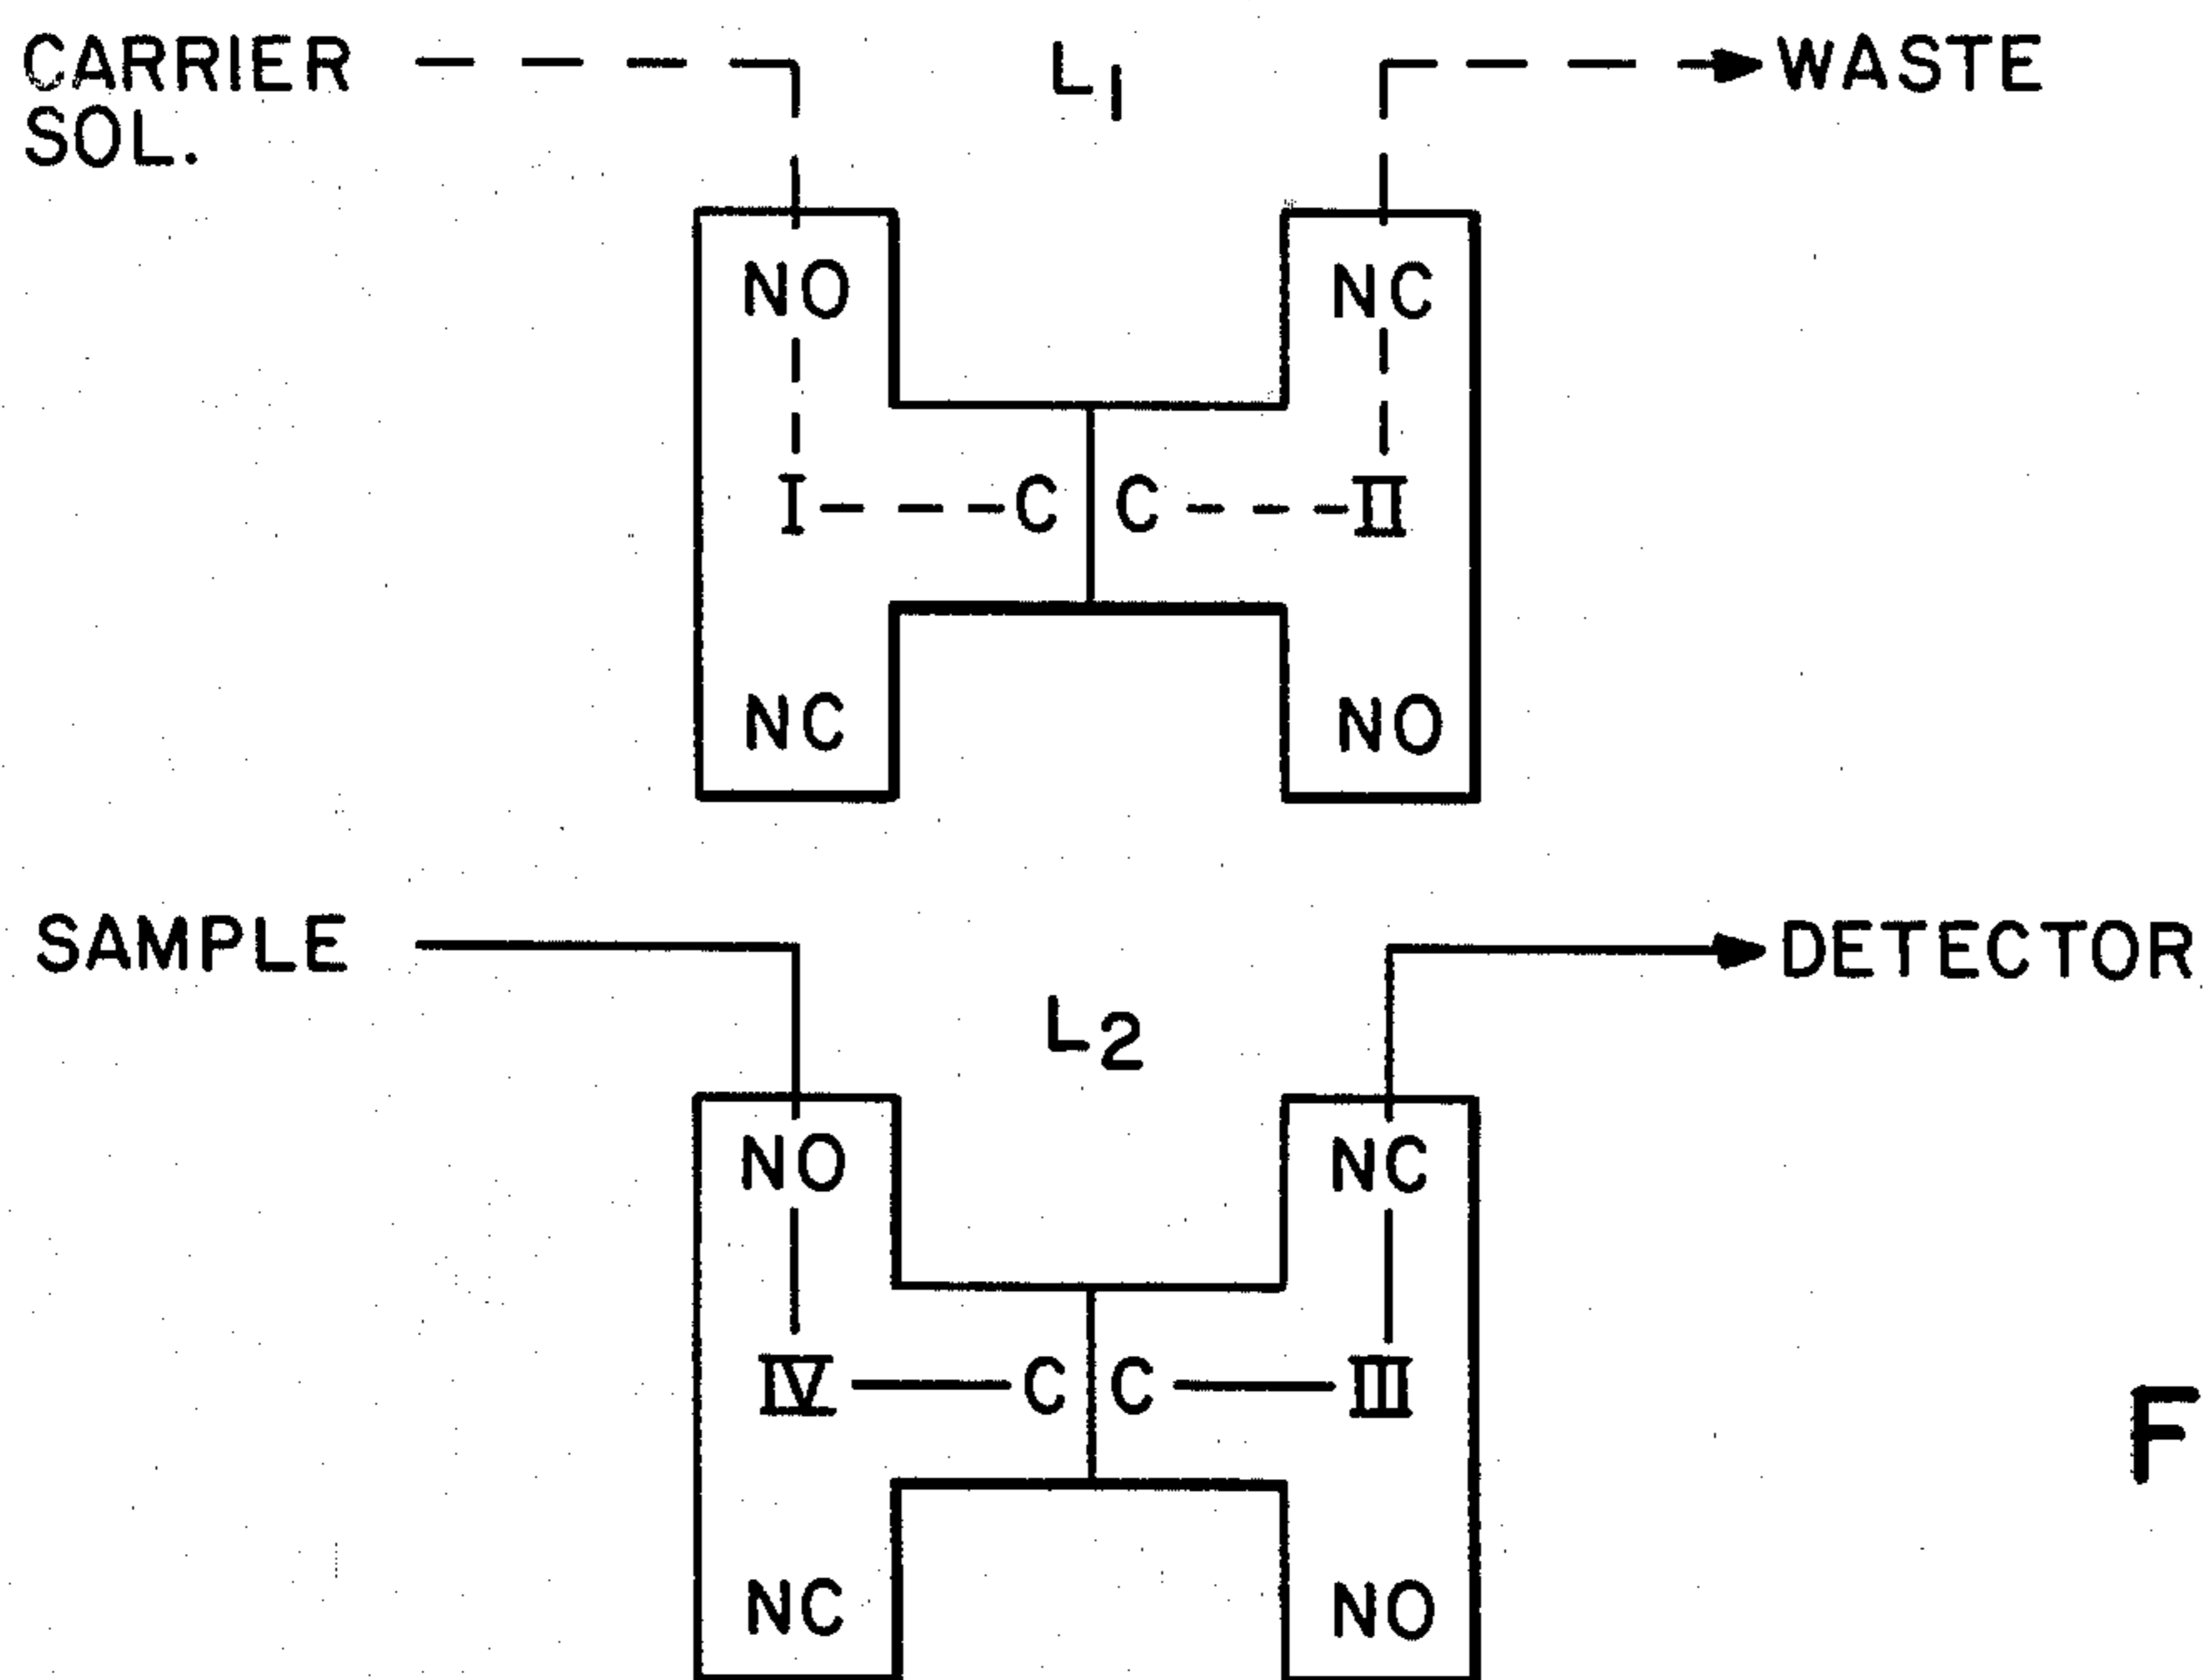 CARRIER SOL.
L1
WASTE
NO
NC
I
C
C
II
NC
NO
SAMPLE
L2
DETECTOR
NO
NC
IV
C
C
III
NC
NO
F